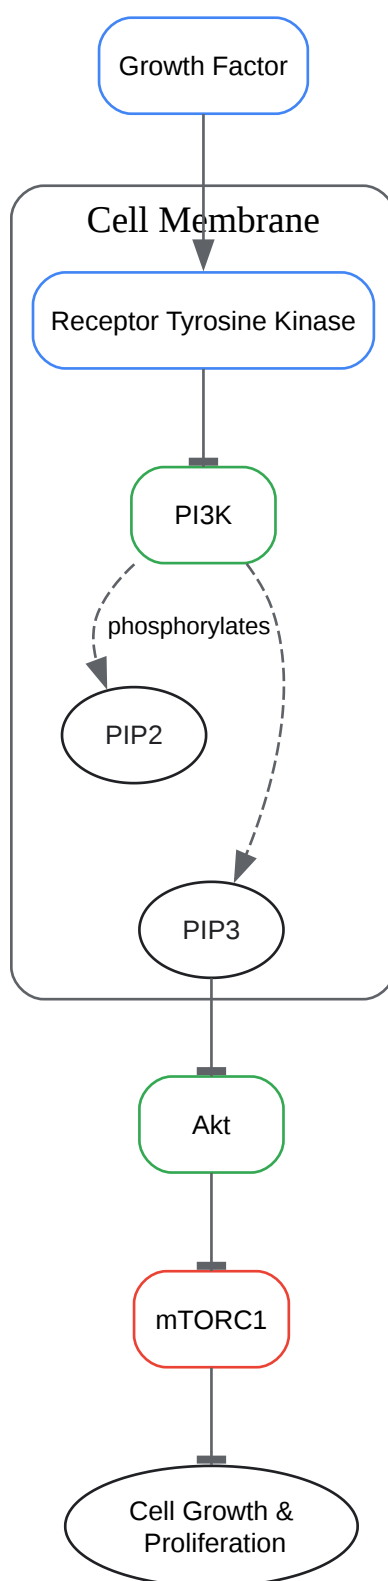 Growth Factor
Cell Membrane
Receptor Tyrosine Kinase
PI3K
phosphorylates
PIP2
PIP3
Akt
mTORC1
Cell Growth &
Proliferation